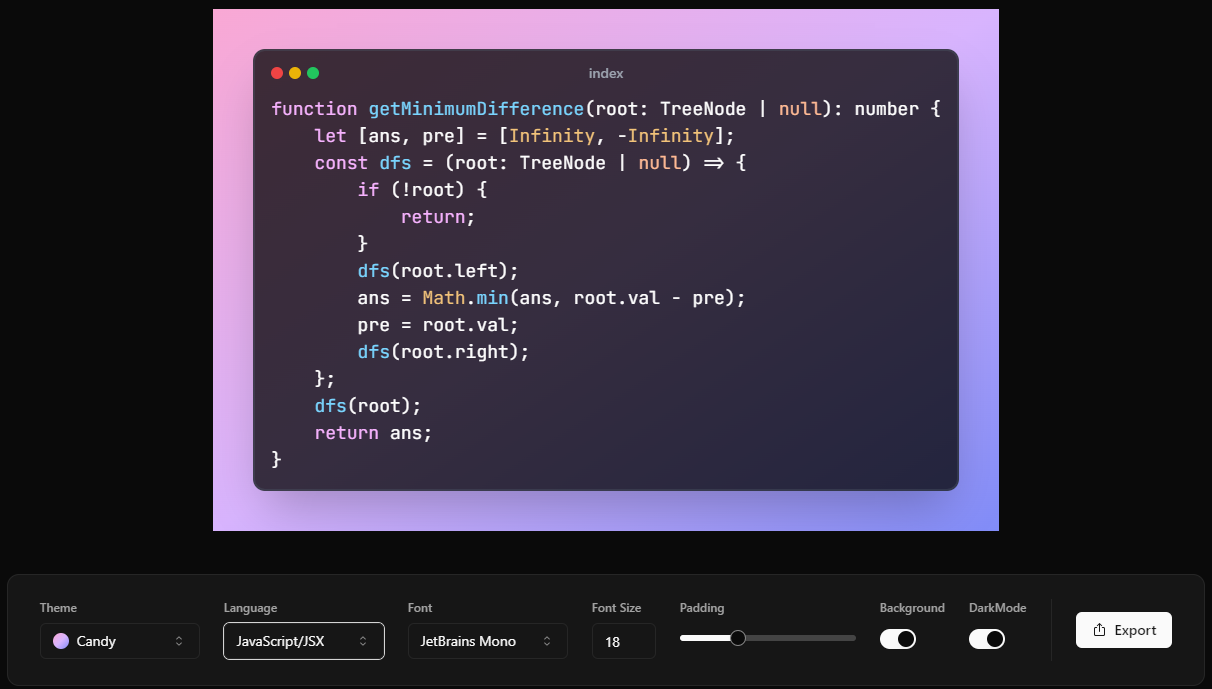 index
function getMinimumDifference(root: TreeNode | null): number {
    let [ans, pre] = [Infinity, -Infinity];
    const dfs = (root: TreeNode | null) => {
        if (!root) {
            return;
        }
        dfs(root.left);
        ans = Math.min(ans, root.val - pre);
        pre = root.val;
        dfs(root.right);
    };
    dfs(root);
    return ans;
}
Theme Language Font Font Size Padding Background DarkMode
Candy JavaScript/JSX JetBrains Mono 18 Export